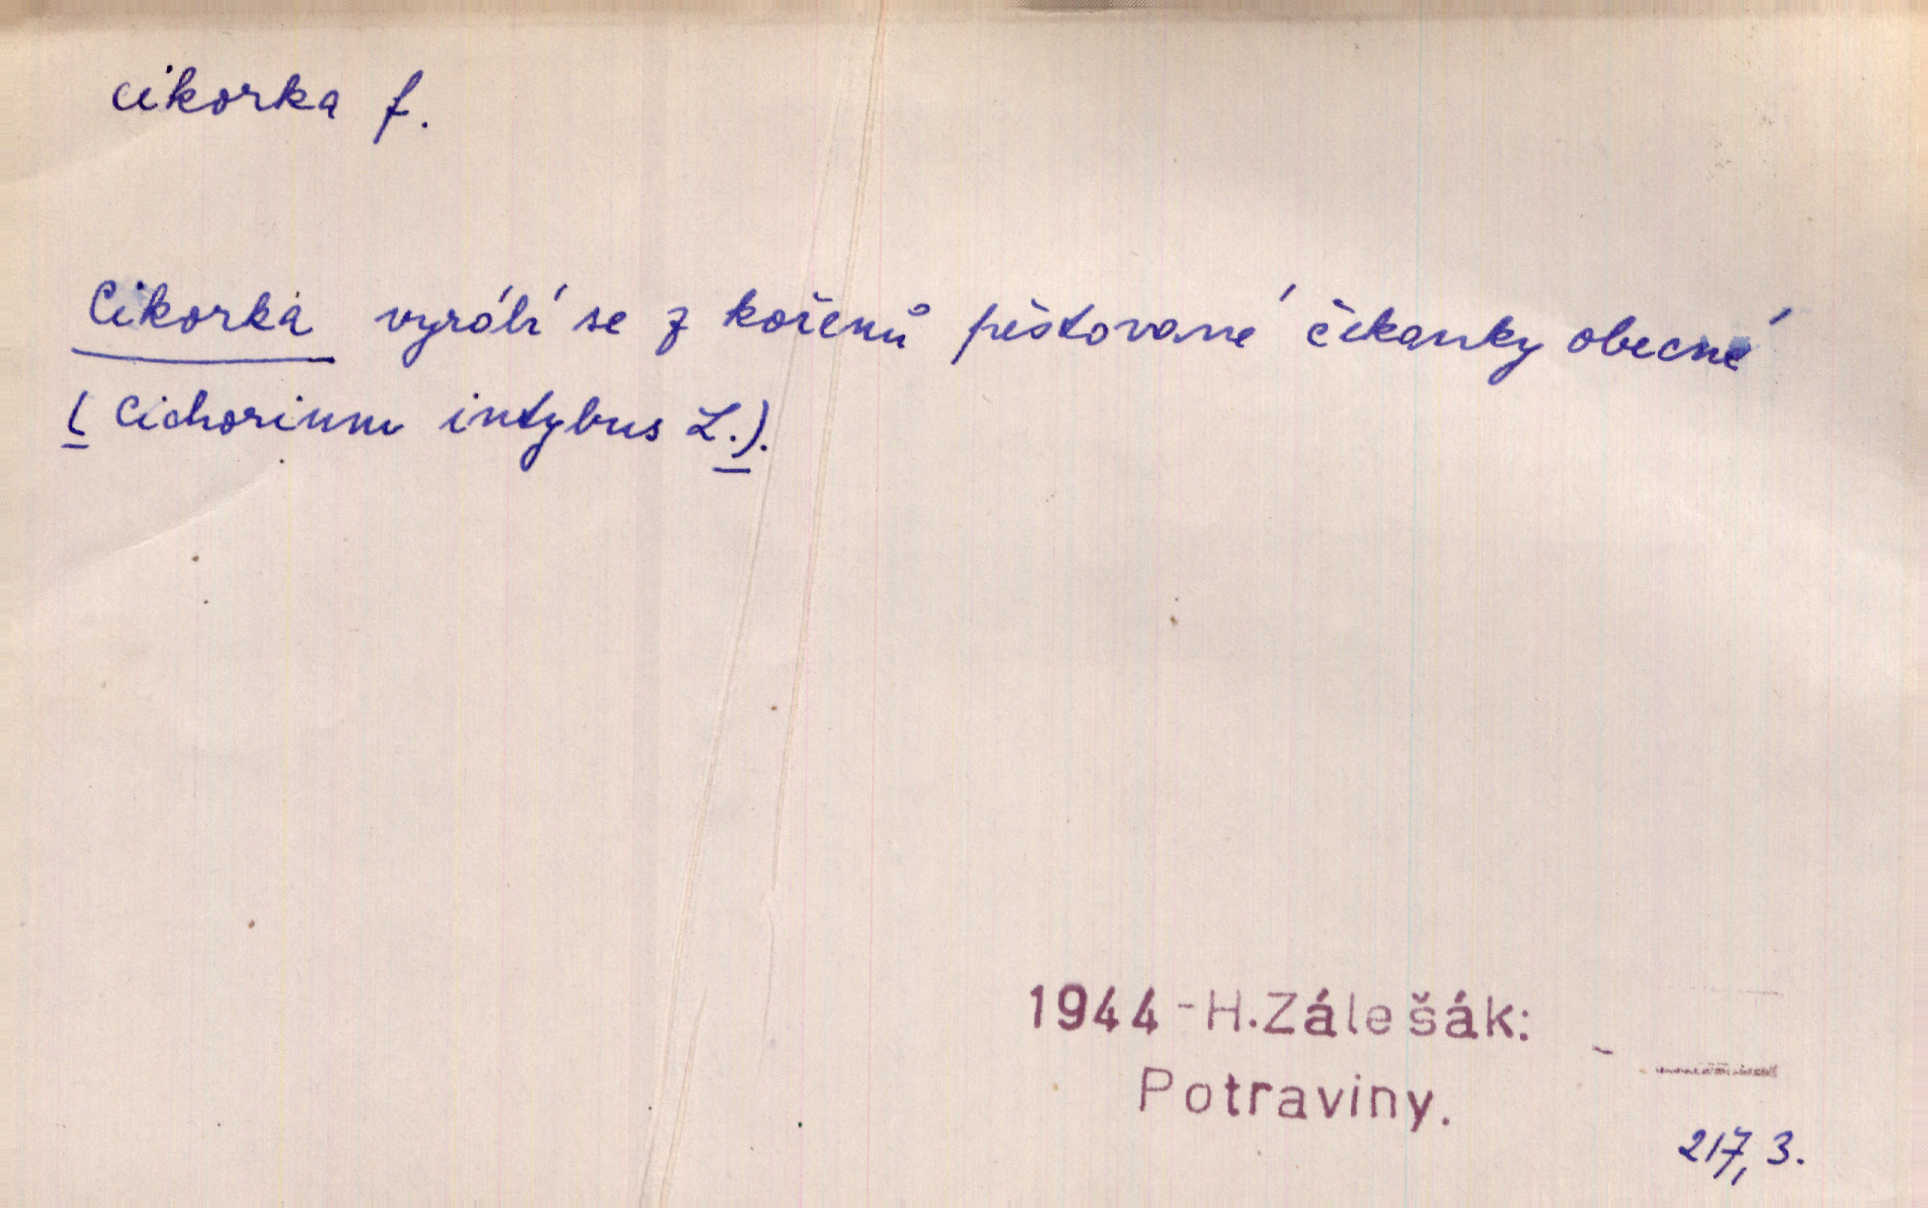 cikorka f.
Cikorka vyrábí se z kořenů pěstované čekanky obecné
(Cichorium intybus L.).
1944-H.Zálešák:
Potraviny.
217,3.